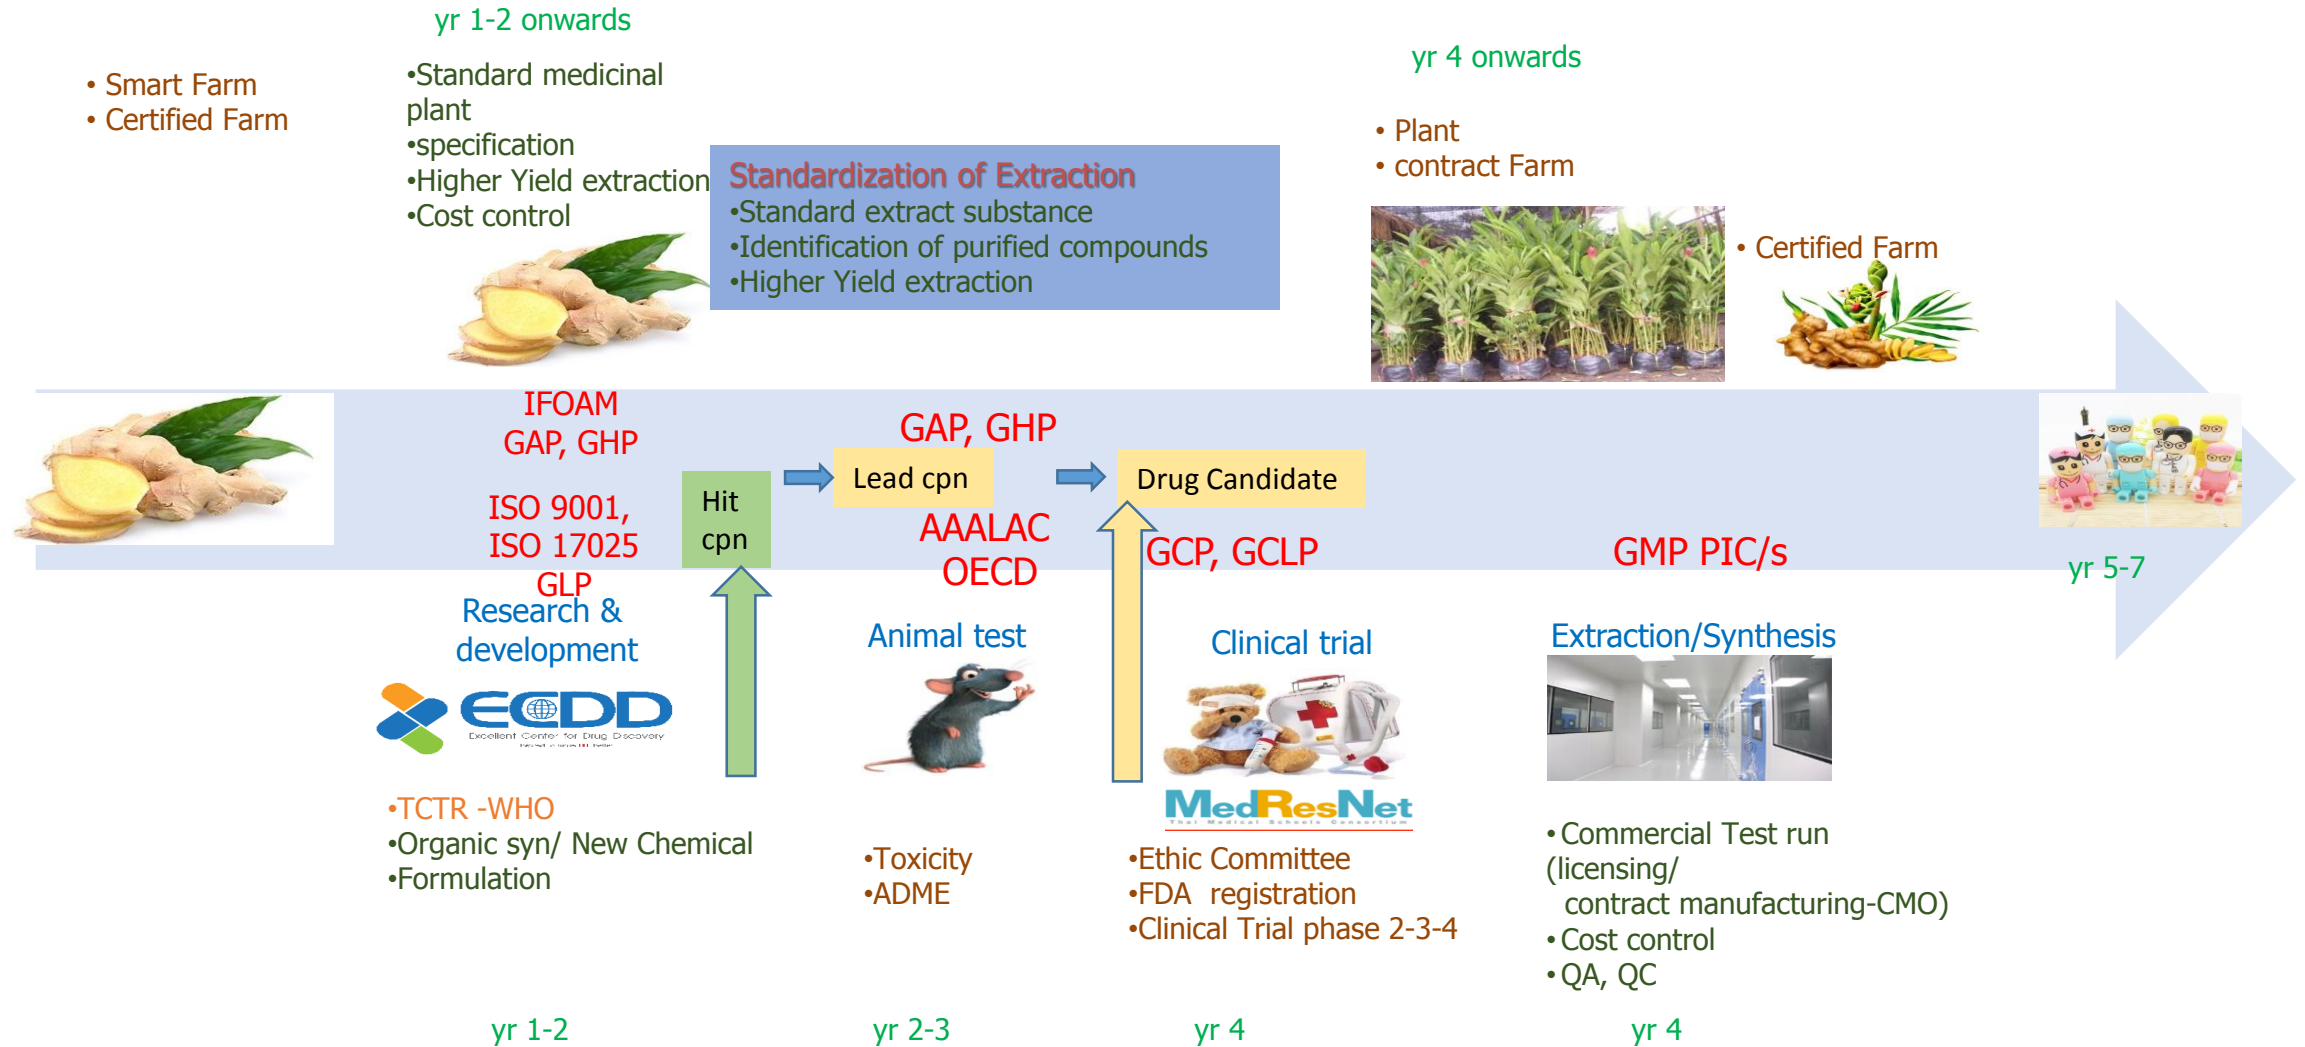 yr 1-2 onwards
yr 4 onwards
• Smart Farm
• Certified Farm
•Standard medicinal
plant
•specification
•Higher Yield extraction
•Cost control
Standardization of Extraction
•Standard extract substance
•Identification of purified compounds
•Higher Yield extraction
• Plant
• contract Farm
• Certified Farm
IFOAM
GAP, GHP
ISO 9001,
ISO 17025
GLP
Hit
cpn
GAP, GHP
Lead cpn
AAALAC
OECD
Drug Candidate
GCP, GCLP
GMP PIC/s
yr 5-7
Research &
development
ECDD
Excellent Center for Drug Discovery
•TCTR -WHO
•Organic syn/ New Chemical
•Formulation
Animal test
•Toxicity
•ADME
Clinical trial
MedResNet
Thai Medical Schools Consortium
•Ethic Committee
•FDA registration
•Clinical Trial phase 2-3-4
Extraction/Synthesis
• Commercial Test run
(licensing/
contract manufacturing-CMO)
• Cost control
• QA, QC
yr 1-2
yr 2-3
yr 4
yr 4